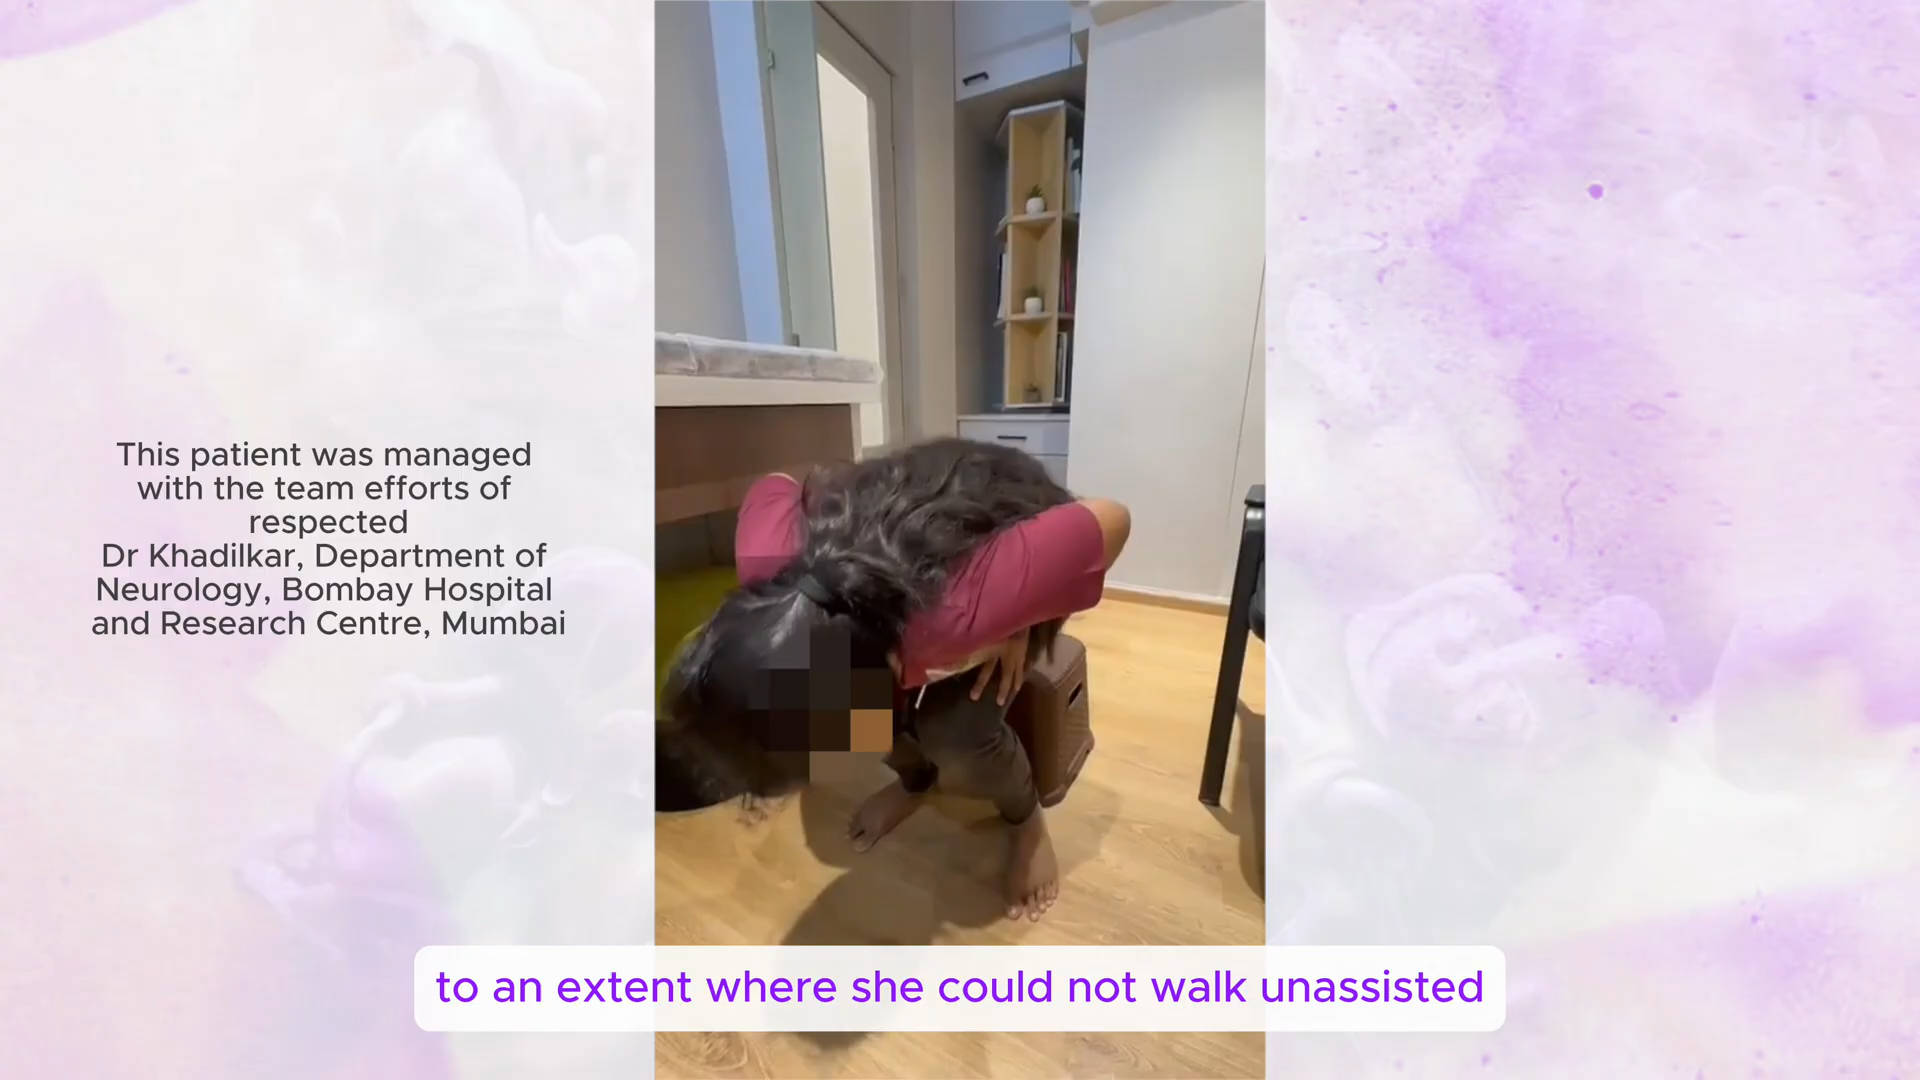 This patient was managed
with the team efforts of
respected
Dr Khadilkar, Department of
Neurology, Bombay Hospital
and Research Centre, Mumbai
to an extent where she could not walk unassisted